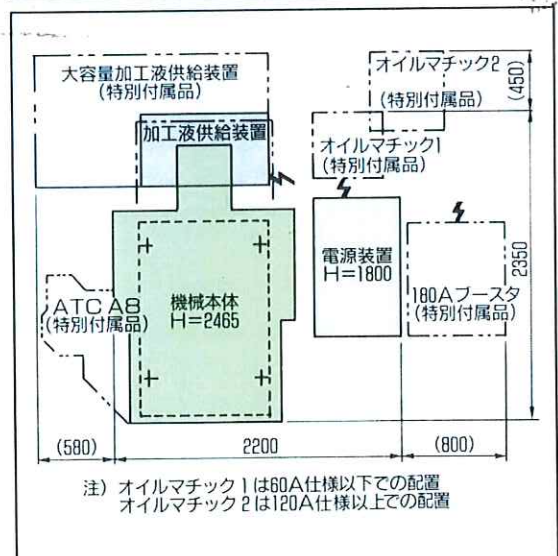 大容量加工液供給装置
(特別付属品)
オイルマチック2
(特別付属品)
(450)
加工液供給装置
オイルマチック1
(特別付属品)
電源装置
H=1800
2350
ATC A8
(特別付属品)
機械本体
H=2465
180Aブースタ
(特別付属品)
(580)
2200
(800)
注) オイルマチック1は60A仕様以下での配置
オイルマチック2は120A仕様以上での配置